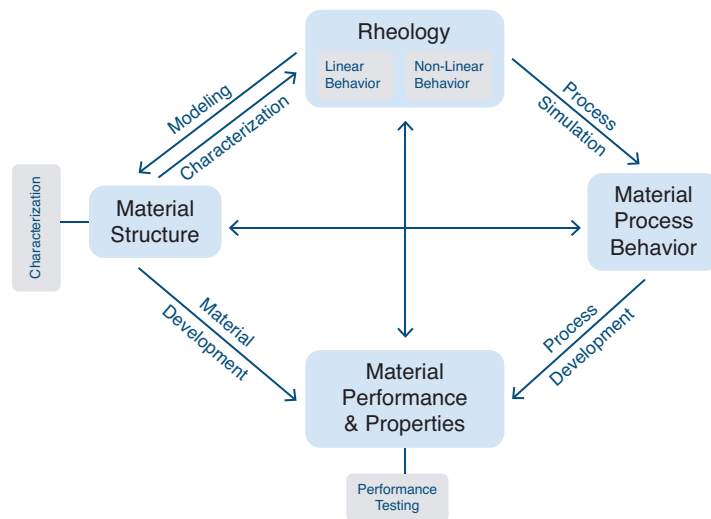 Rheology
Linear
Behavior
Non-Linear
Behavior
Modeling
Characterization
Process
Simulation
Characterization
Material
Structure
Material
Process
Behavior
Material
Development
Process
Development
Material
Performance
& Properties
Performance
Testing